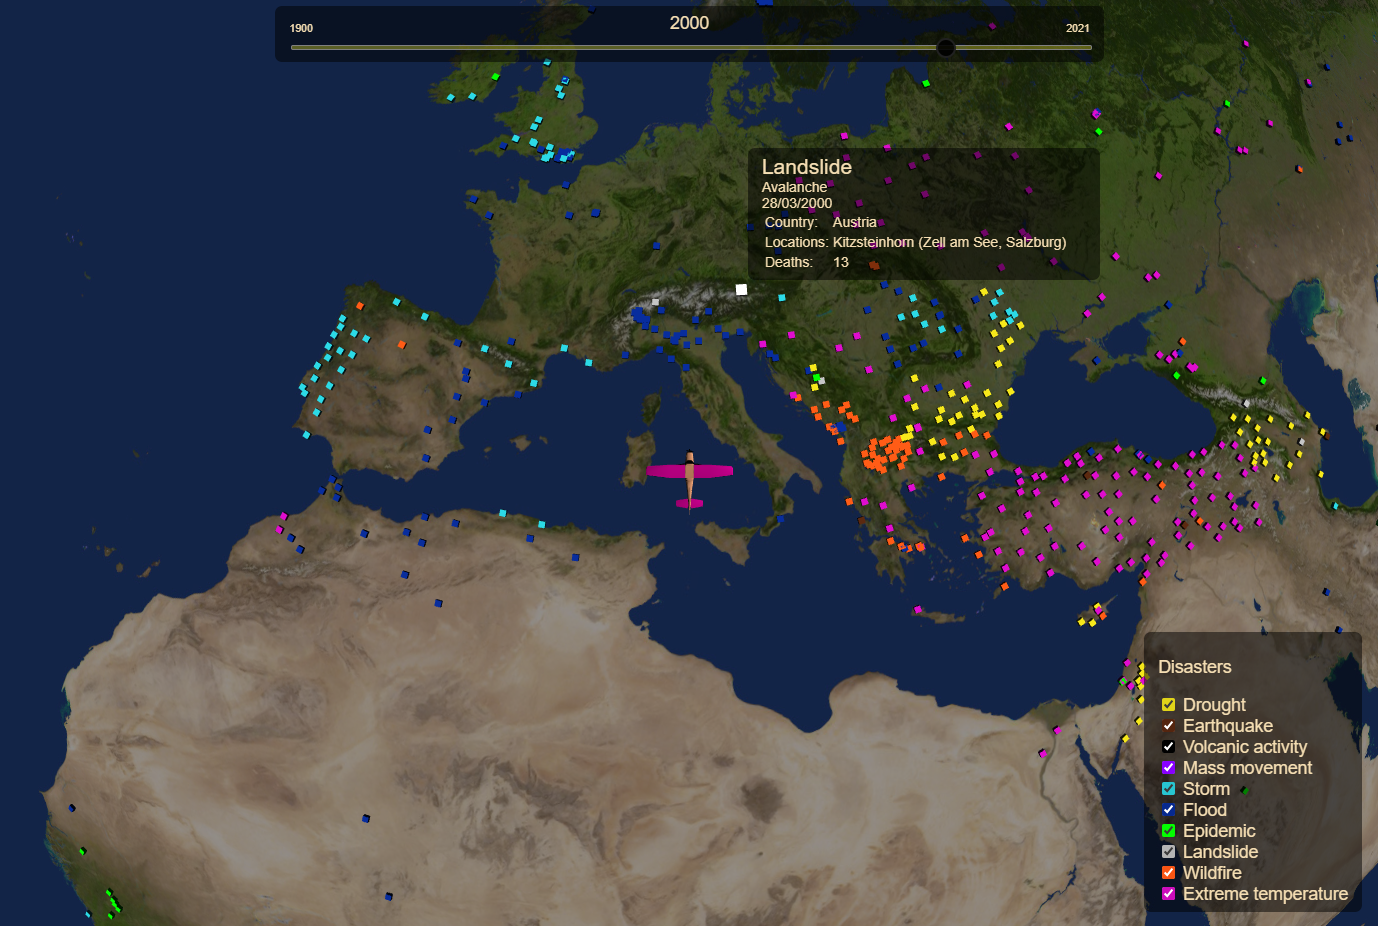 2000
1900
2021
Landslide
Avalanche
28/03/2000
Country: Austria
Locations: Kitzsteinhorn (Zell am See, Salzburg)
Deaths: 13
Disasters
Drought
Earthquake
Volcanic activity
Mass movement
Storm
Flood
Epidemic
Landslide
Wildfire
Extreme temperature